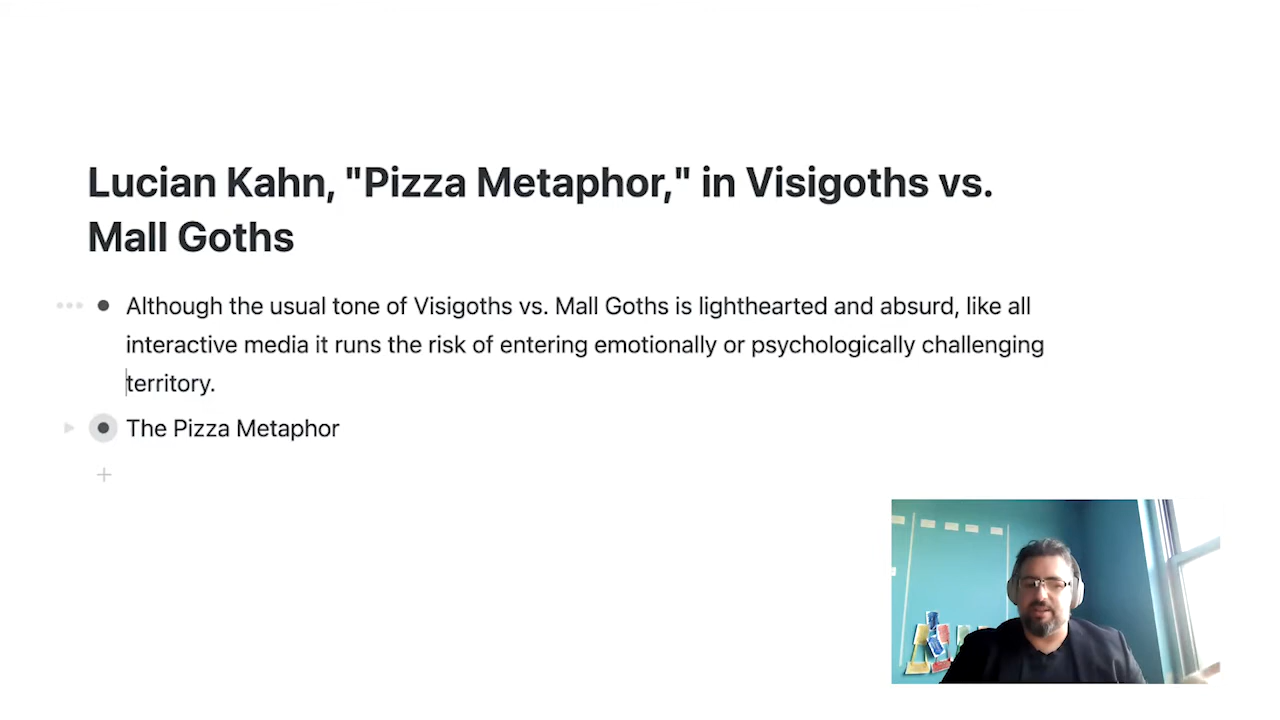 Lucian Kahn, "Pizza Metaphor," in Visigoths vs.
Mall Goths
Although the usual tone of Visigoths vs. Mall Goths is lighthearted and absurd, like all
interactive media it runs the risk of entering emotionally or psychologically challenging
territory.
The Pizza Metaphor